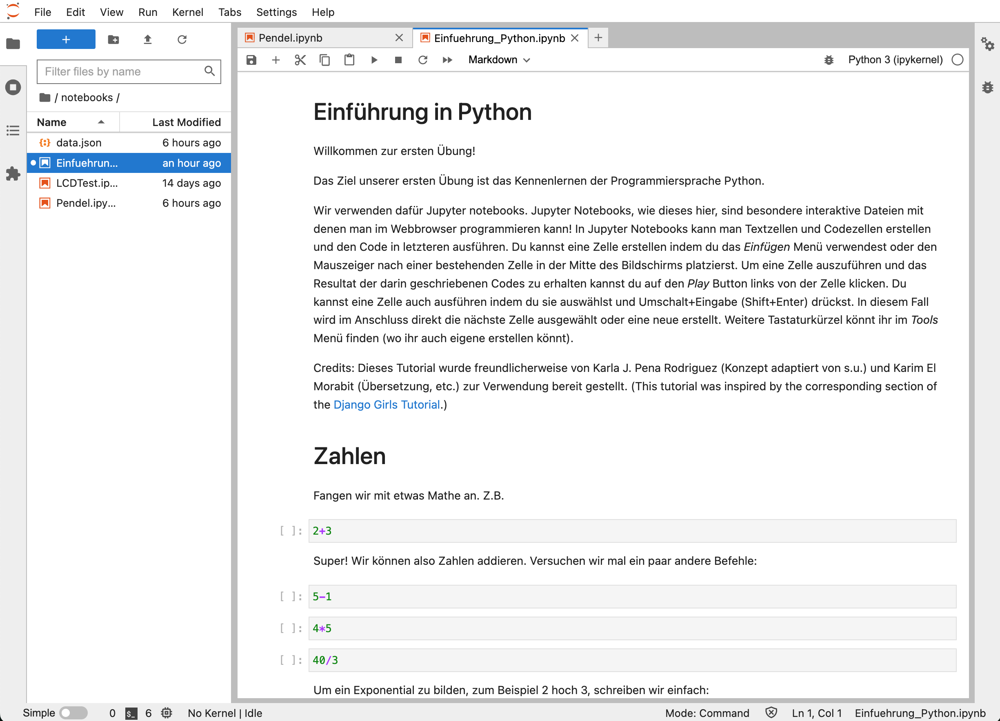 File Edit View Run Kernel Tabs Settings Help
+
Filter files by name
/ notebooks /
Name Last Modified
data.json 6 hours ago
Einfuehrun... an hour ago
LCDTest.ip... 14 days ago
Pendel.ipy... 6 hours ago
Pendel.ipynb Einfuehrung_Python.ipynb
Markdown Python 3 (ipykernel)
Einführung in Python
Willkommen zur ersten Übung!
Das Ziel unserer ersten Übung ist das Kennenlernen der Programmiersprache Python.
Wir verwenden dafür Jupyter notebooks. Jupyter Notebooks, wie dieses hier, sind besondere interaktive Dateien mit
denen man im Webbrowser programmieren kann! In Jupyter Notebooks kann man Textzellen und Codezellen erstellen
und den Code in letzteren ausführen. Du kannst eine Zelle erstellen indem du das Einfügen Menü verwendest oder den
Mauszeiger nach einer bestehenden Zelle in der Mitte des Bildschirms platzierst. Um eine Zelle auszuführen und das
Resultat der darin geschriebenen Codes zu erhalten kannst du auf den Play Button links von der Zelle klicken. Du
kannst eine Zelle auch ausführen indem du sie auswählst und Umschalt+Eingabe (Shift+Enter) drückst. In diesem Fall
wird im Anschluss direkt die nächste Zelle ausgewählt oder eine neue erstellt. Weitere Tastaturkürzel könnt ihr im Tools
Menü finden (wo ihr auch eigene erstellen könnt).
Credits: Dieses Tutorial wurde freundlicherweise von Karla J. Pena Rodriguez (Konzept adaptiert von s.u.) und Karim El
Morabit (Übersetzung, etc.) zur Verwendung bereit gestellt. (This tutorial was inspired by the corresponding section of
the Django Girls Tutorial.)
Zahlen
Fangen wir mit etwas Mathe an. Z.B.
[ ]: 2+3
Super! Wir können also Zahlen addieren. Versuchen wir mal ein paar andere Befehle:
[ ]: 5-1
[ ]: 4*5
[ ]: 40/3
Um ein Exponential zu bilden, zum Beispiel 2 hoch 3, schreiben wir einfach:
Simple 0 $_ 6 No Kernel | Idle Mode: Command Ln 1, Col 1 Einfuehrung_Python.ipynb